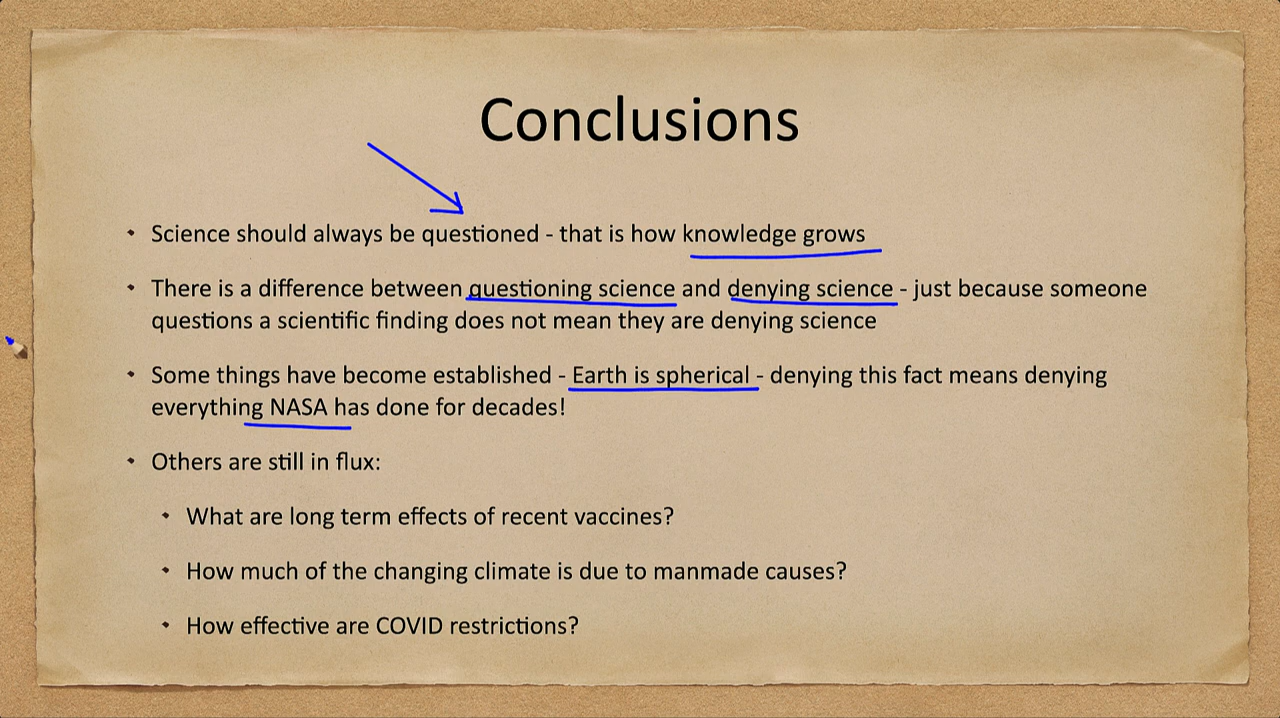 Conclusions
Science should always be questioned - that is how knowledge grows
There is a difference between questioning science and denying science - just because someone
questions a scientific finding does not mean they are denying science
Some things have become established - Earth is spherical - denying this fact means denying
everything NASA has done for decades!
Others are still in flux:
What are long term effects of recent vaccines?
How much of the changing climate is due to manmade causes?
How effective are COVID restrictions?